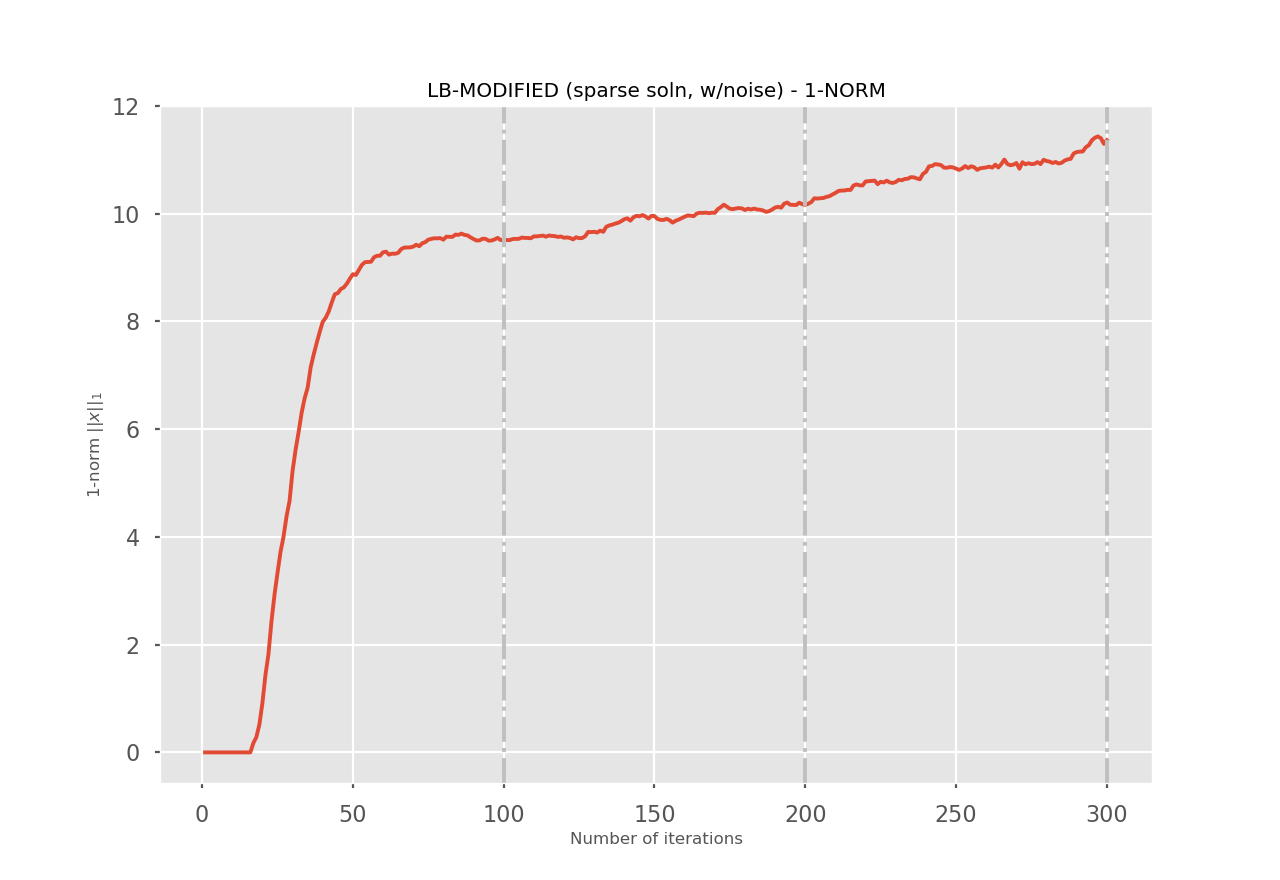 LB-MODIFIED (sparse soln, w/noise) - 1-NORM
12
10
8
6
4
2
0
1-norm ||x||₁
0 50 100 150 200 250 300
Number of iterations